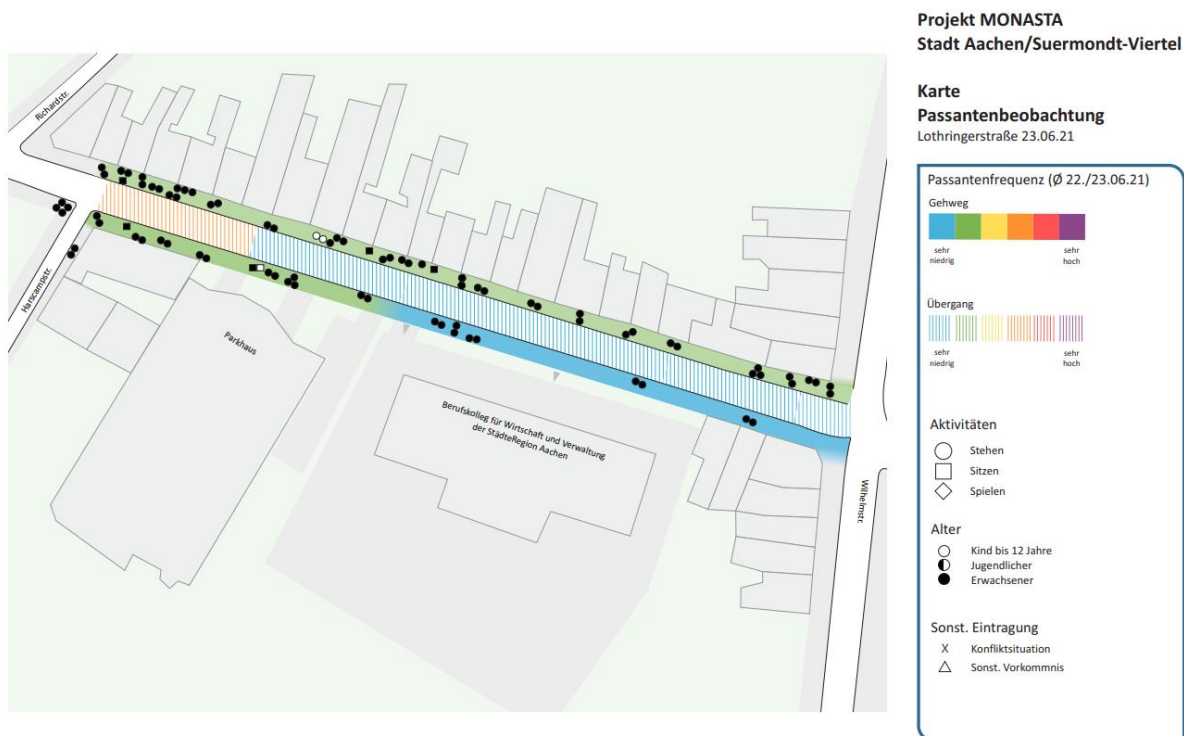 Projekt MONASTA
Stadt Aachen/Suermondt-Viertel
Karte
Passantenbeobachtung
Lothringerstraße 23.06.21
Passantenfrequenz (Ø 22./23.06.21)
Gehweg
sehr
niedrig
sehr
hoch
Übergang
sehr
niedrig
sehr
hoch
Aktivitäten
Stehen
Sitzen
Spielen
Alter
Kind bis 12 Jahre
Jugendlicher
Erwachsener
Sonst. Eintragung
X Konfliktsituation
Sonst. Vorkommnis
Richardstr.
Harscampstr.
Parkhaus
Berufskolleg für Wirtschaft und Verwaltung
der StädteRegion Aachen
Wilhelmstr.